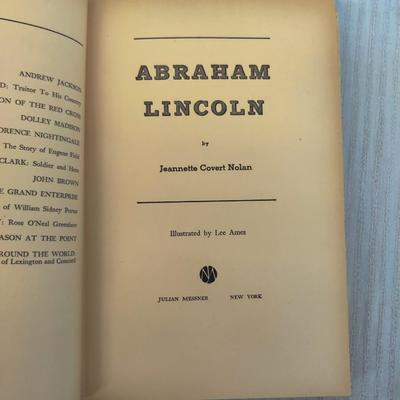 ANDREW JACKSON
D: Traitor To His Country
ON OF THE RED CROSS
DOLLEY MADISON
ORENCE NIGHTINGALE
The Story of Eugene Field
CLARK: Soldier and Hero
JOHN BROWN
E GRAND ENTERPRISE
of William Sidney Porter
: Rose O'Neal Greenhow
ASON AT THE POINT
ROUND THE WORLD:
of Lexington and Concord
ABRAHAM
LINCOLN
by
Jeannette Covert Nolan
Illustrated by Lee Ames
JULIAN MESSNER NEW YORK